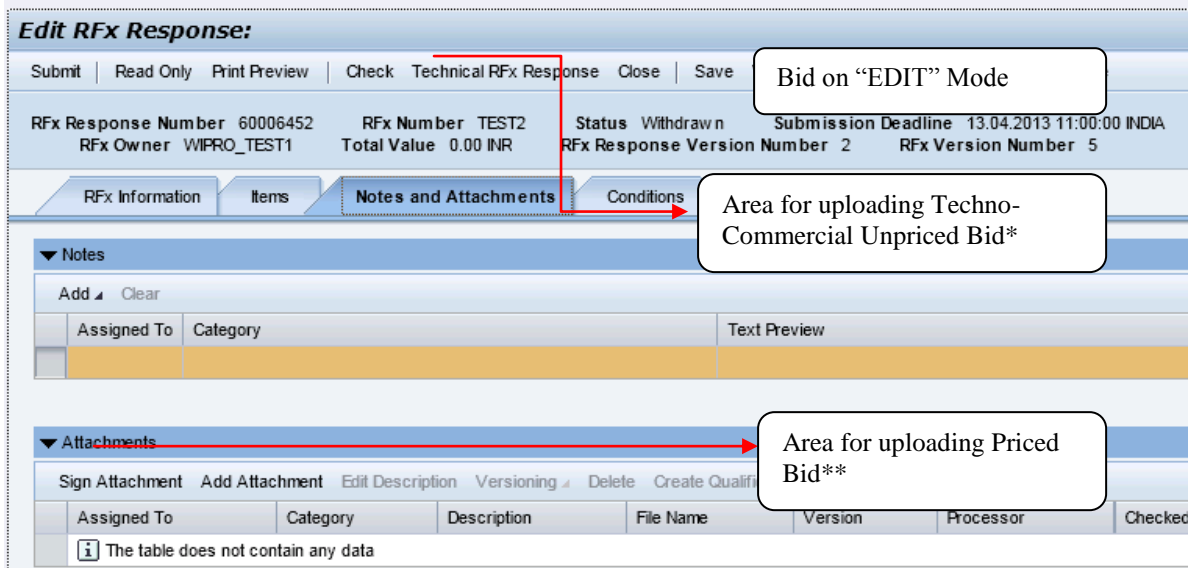 Edit RFx Response:
Submit | Read Only Print Preview | Check Technical RFx Response Close | Save
Bid on “EDIT” Mode
RFx Response Number 60006452 RFx Number TEST2 Status Withdrawn Submission Deadline 13.04.2013 11:00:00 INDIA
RFx Owner WIPRO_TEST1 Total Value 0.00 INR RFx Response Version Number 2 RFx Version Number 5
RFx Information Items Notes and Attachments Conditions
Area for uploading Techno-
Commercial Unpriced Bid*
Notes
Add Clear
Assigned To Category Text Preview
Attachments
Area for uploading Priced
Bid**
Sign Attachment Add Attachment Edit Description Versioning Delete Create Qualifi
Assigned To Category Description File Name Version Processor Checked
The table does not contain any data